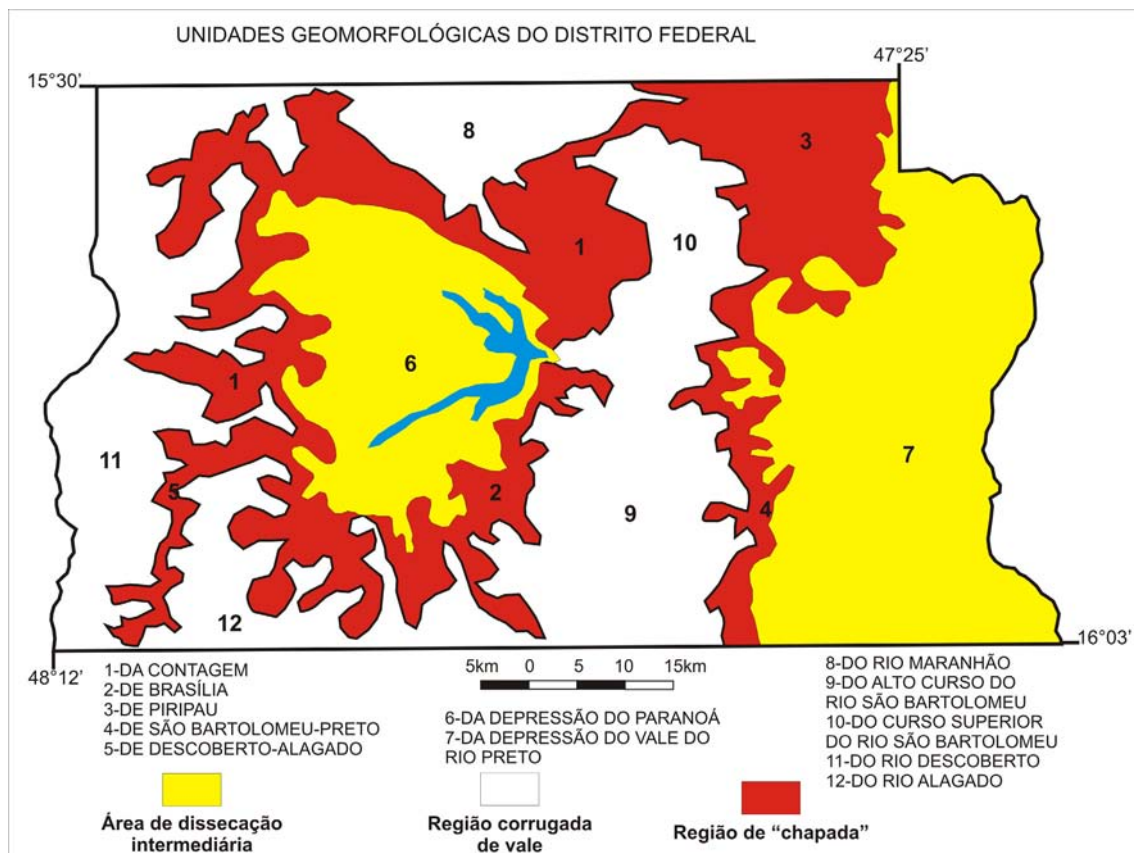 UNIDADES GEOMORFOLÓGICAS DO DISTRITO FEDERAL
47°25'
15°30'
8
3
1
10
6
1
11
7
5
2
4
9
12
16°03'
48°12'
1-DA CONTAGEM
2-DE BRASÍLIA
3-DE PIRIPAU
4-DE SÃO BARTOLOMEU-PRETO
5-DE DESCOBERTO-ALAGADO
5km 0 5 10 15km
6-DA DEPRESSÃO DO PARANOÁ
7-DA DEPRESSÃO DO VALE DO
RIO PRETO
8-DO RIO MARANHÃO
9-DO ALTO CURSO DO
RIO SÃO BARTOLOMEU
10-DO CURSO SUPERIOR
DO RIO SÃO BARTOLOMEU
11-DO RIO DESCOBERTO
12-DO RIO ALAGADO
Área de dissecação
intermediária
Região corrugada
de vale
Região de “chapada”